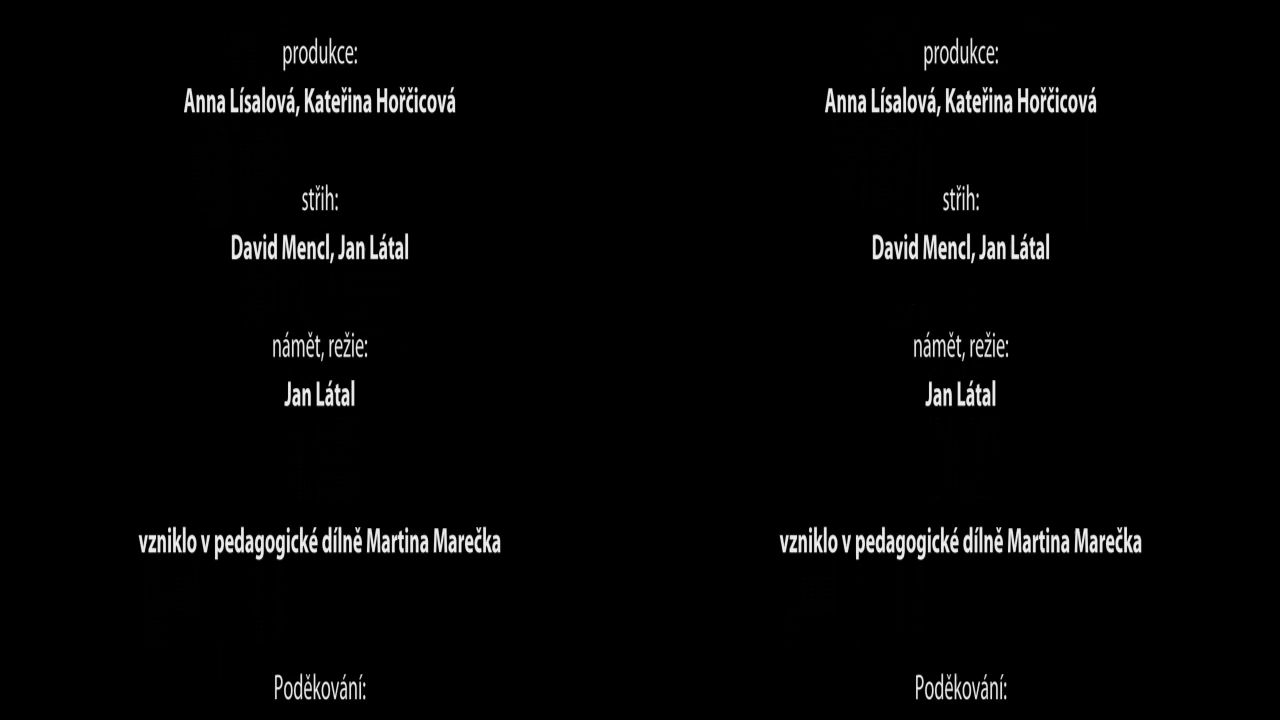 produkce:
Anna Lísalová, Kateřina Hořčicová
střih:
David Mencl, Jan Látal
námět, režie:
Jan Látal
vzniklo v pedagogické dílně Martina Marečka
Poděkování:
produkce:
Anna Lísalová, Kateřina Hořčicová
střih:
David Mencl, Jan Látal
námět, režie:
Jan Látal
vzniklo v pedagogické dílně Martina Marečka
Poděkování: